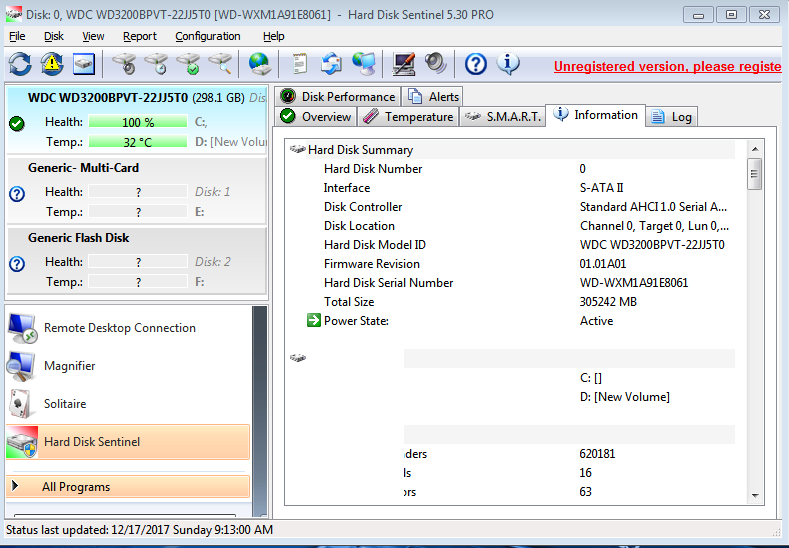 Disk: 0, WDC WD3200BPVT-22JJ5T0 [WD-WXM1A91E8061] - Hard Disk Sentinel 5.30 PRO
File Disk View Report Configuration Help
Unregistered version, please registe
WDC WD3200BPVT-22JJ5T0 (298.1 GB) Dis
Health: 100 % C:,
Temp.: 32 °C D: [New Volu
Generic- Multi-Card
Health: ? Disk: 1
Temp.: ? E:
Generic Flash Disk
Health: ? Disk: 2
Temp.: ? F:
Remote Desktop Connection
Magnifier
Solitaire
Hard Disk Sentinel
All Programs
Disk Performance Alerts
Overview Temperature S.M.A.R.T. Information Log
Hard Disk Summary
Hard Disk Number 0
Interface S-ATA II
Disk Controller Standard AHCI 1.0 Serial A...
Disk Location Channel 0, Target 0, Lun 0,...
Hard Disk Model ID WDC WD3200BPVT-22JJ5T0
Firmware Revision 01.01A01
Hard Disk Serial Number WD-WXM1A91E8061
Total Size 305242 MB
Power State: Active
C: []
D: [New Volume]
ders 620181
ls 16
ors 63
Status last updated: 12/17/2017 Sunday 9:13:00 AM